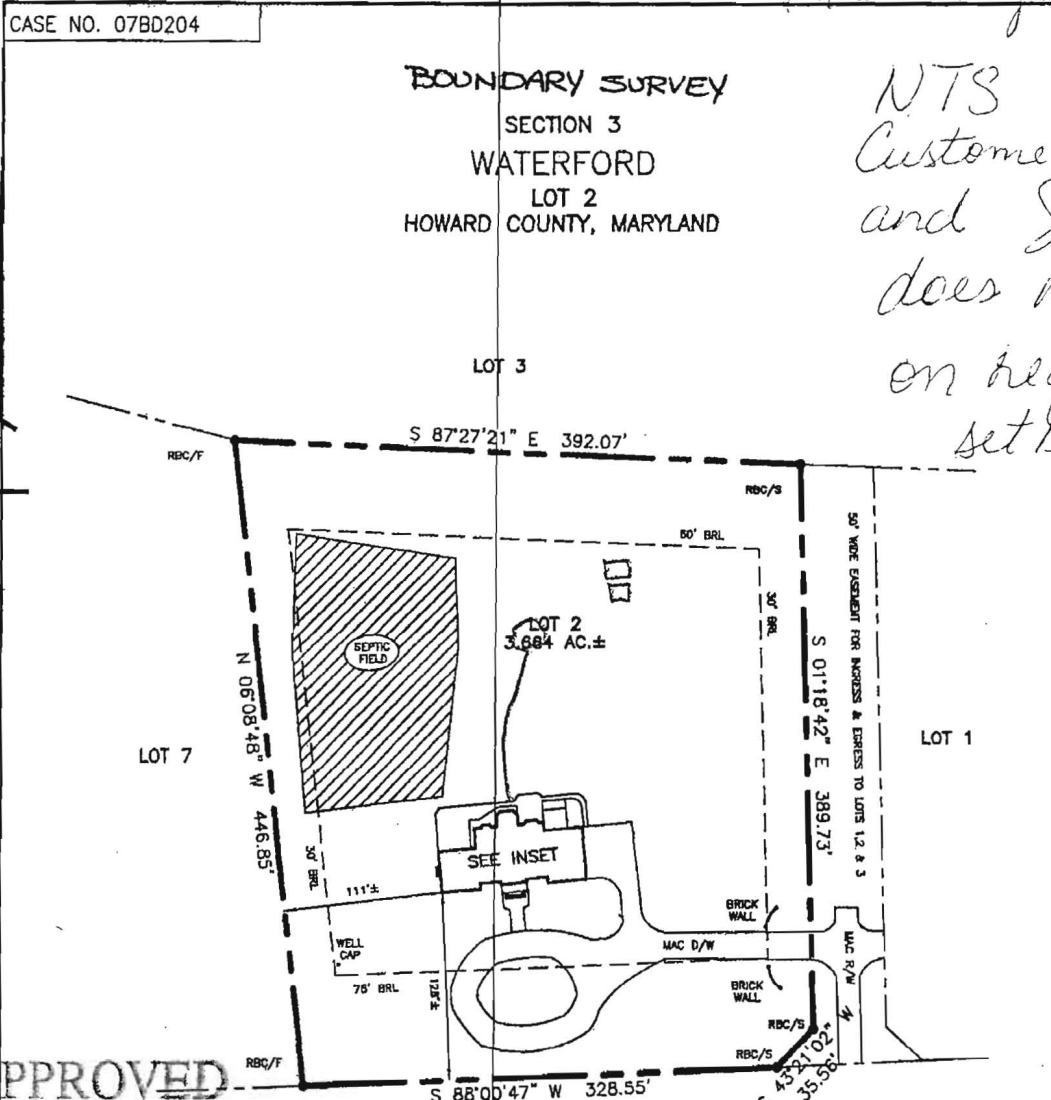 CASE NO. 07BD204
BOUNDARY SURVEY
SECTION 3
WATERFORD
LOT 2
HOWARD COUNTY, MARYLAND
NTS
Custome
and
does
on
set
LOT 3
S 87°27'21" E 392.07'
RBC/F
RBC/S
50' BRL
30' BRL
50' WIDE EASEMENT FOR INGRESS & EGRESS TO LOTS 1,2 & 3
LOT 2
3.684 AC.±
SEPTIC
FIELD
N 06°08'48" W 446.85'
S 01°18'42" E 389.73'
LOT 7
LOT 1
30' BRL
SEE INSET
111'±
BRICK
WALL
MAC D/W
MAC R/W
WELL
CAP
75' BRL
128'±
BRICK
WALL
RBC/S
RBC/S
RBC/F
43°21'02"
35.56'
PPROVED
S 88°00'47" W 328.55'